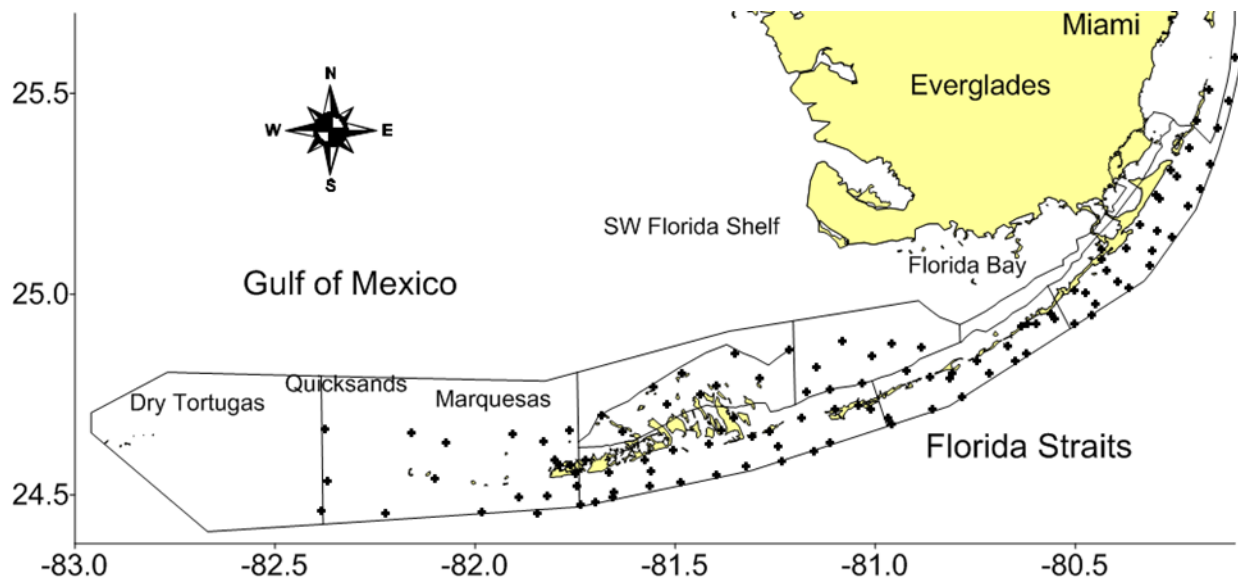 Miami
Everglades
25.5
N
W
E
S
SW Florida Shelf
Florida Bay
Gulf of Mexico
25.0
Quicksands
Dry Tortugas
Marquesas
Florida Straits
24.5
-83.0
-82.5
-82.0
-81.5
-81.0
-80.5